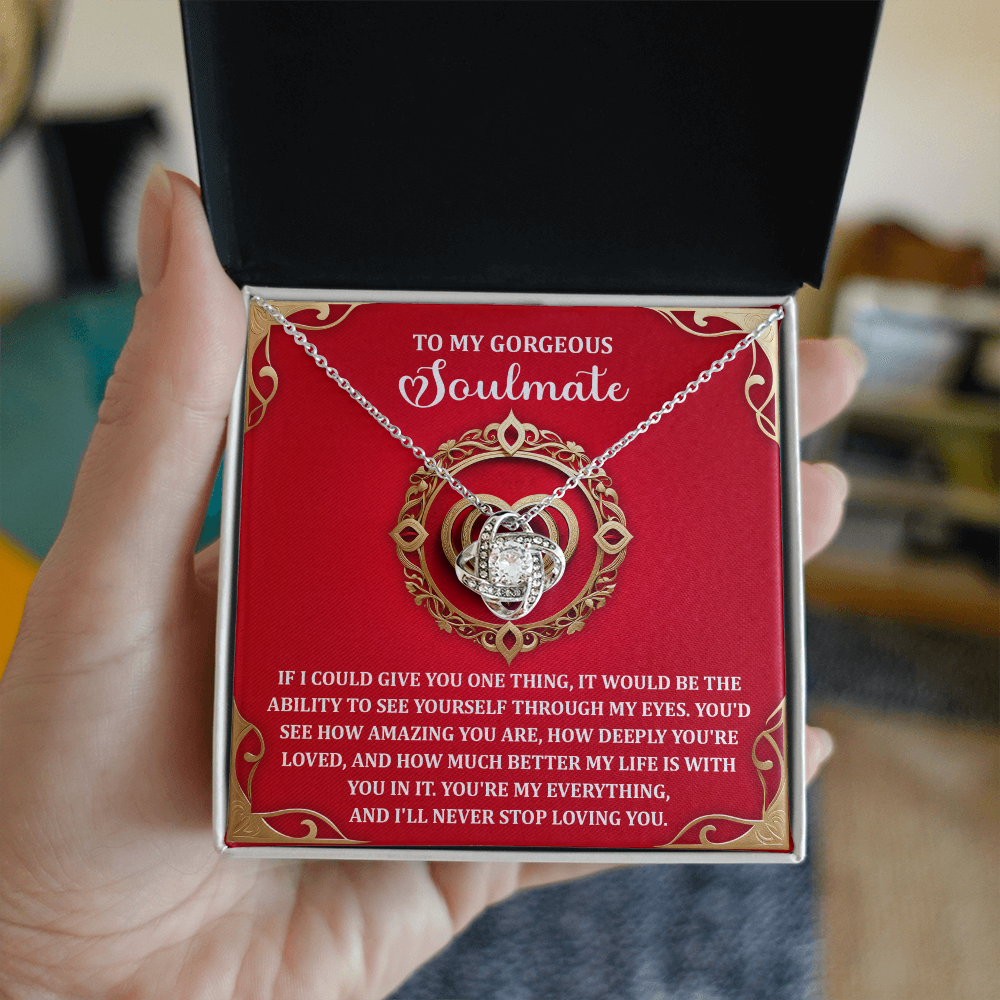 TO MY GORGEOUS
Soulmate
IF I COULD GIVE YOU ONE THING, IT WOULD BE THE
ABILITY TO SEE YOURSELF THROUGH MY EYES. YOU'D
SEE HOW AMAZING YOU ARE, HOW DEEPLY YOU'RE
LOVED, AND HOW MUCH BETTER MY LIFE IS WITH
YOU IN IT. YOU'RE MY EVERYTHING,
AND I'LL NEVER STOP LOVING YOU.